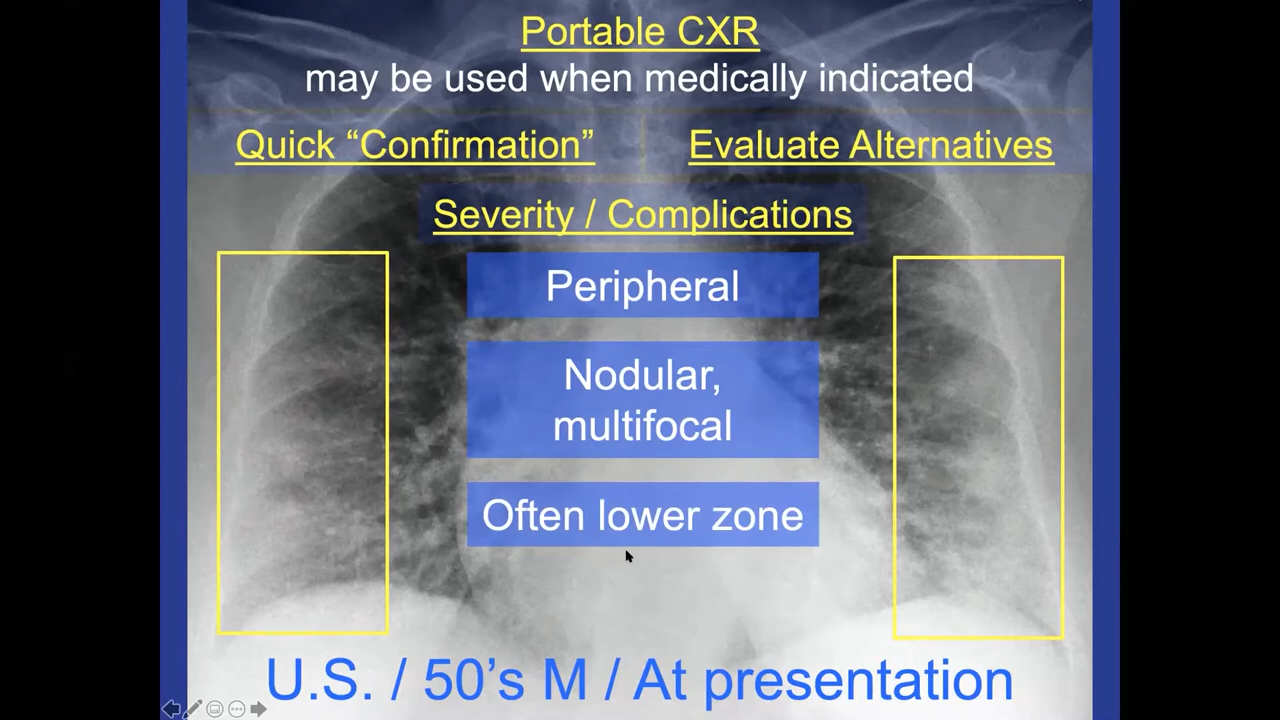 Portable CXR
may be used when medically indicated
Quick “Confirmation”
Evaluate Alternatives
Severity / Complications
Peripheral
Nodular,
multifocal
Often lower zone
U.S. / 50’s M / At presentation